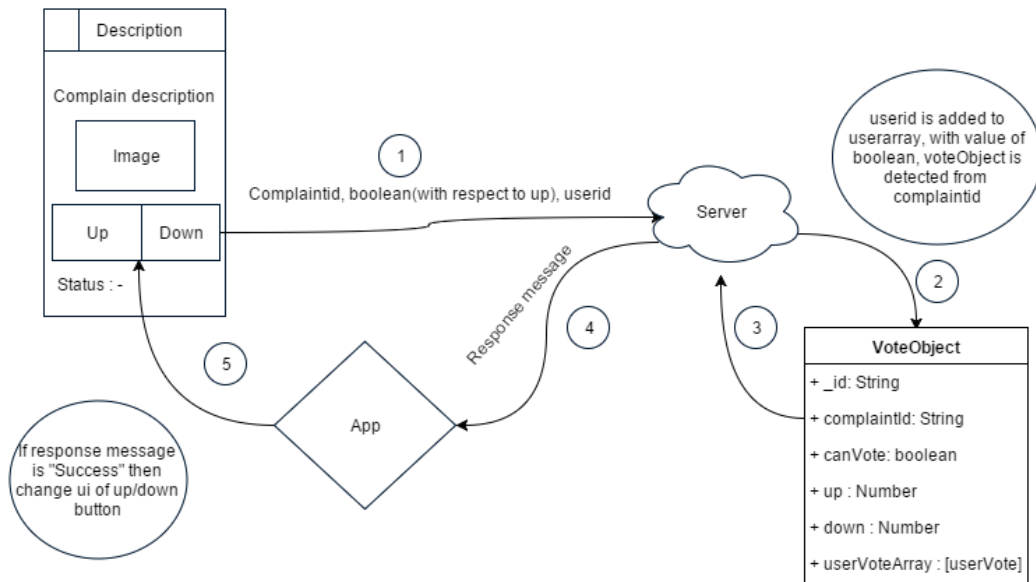 Description
Complain description
Image
Up
Down
Status : -
1
Complaintid, boolean(with respect to up), userid
Server
userid is added to
userarray, with value of
boolean, voteObject is
detected from
complaintid
2
3
4
Response message
5
App
If response message
is "Success" then
change ui of up/down
button
VoteObject
+ _id: String
+ complaintId: String
+ canVote: boolean
+ up : Number
+ down : Number
+ userVoteArray : [userVote]